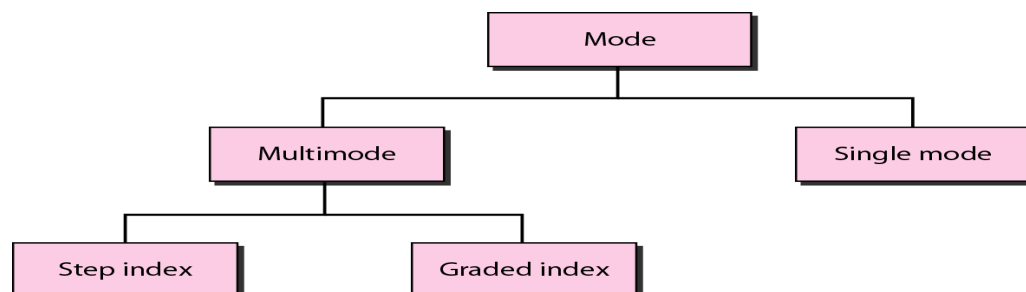 Mode
Multimode
Single mode
Step index
Graded index